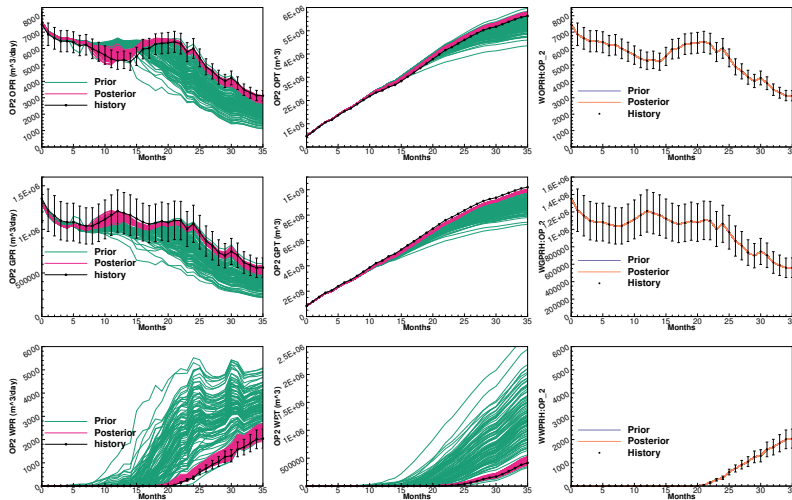 OP2 OPR (m^3/day)
8000
7000
6000
5000
4000
3000
2000
1000
0
Prior
Posterior
history
0 5 10 15 20 25 30 35
Months
OP2 OPT (m^3)
6E+06
5E+06
4E+06
3E+06
2E+06
1E+06
0 5 10 15 20 25 30 35
Months
WOPRH:OP_2
8000
7000
6000
5000
4000
3000
2000
1000
0
Prior
Posterior
History
0 5 10 15 20 25 30 35
Months
OP2 GPR (m^3/day)
1.5E+06
1E+06
500000
0
Prior
Posterior
history
0 5 10 15 20 25 30 35
Months
OP2 GPT (m^3)
1E+09
8E+08
6E+08
4E+08
2E+08
0 5 10 15 20 25 30 35
Months
WGPRH:OP_2
1.6E+06
1.4E+06
1.2E+06
1E+06
800000
600000
400000
200000
0
Prior
Posterior
History
0 5 10 15 20 25 30 35
Months
OP2 WPR (m^3/day)
6000
5000
4000
3000
2000
1000
0
Prior
Posterior
history
0 5 10 15 20 25 30 35
Months
OP2 WPT (m^3)
2.5E+06
2E+06
1.5E+06
1E+06
500000
0
0 5 10 15 20 25 30 35
Months
WWPRH:OP_2
6000
5000
4000
3000
2000
1000
0
Prior
Posterior
History
0 5 10 15 20 25 30 35
Months